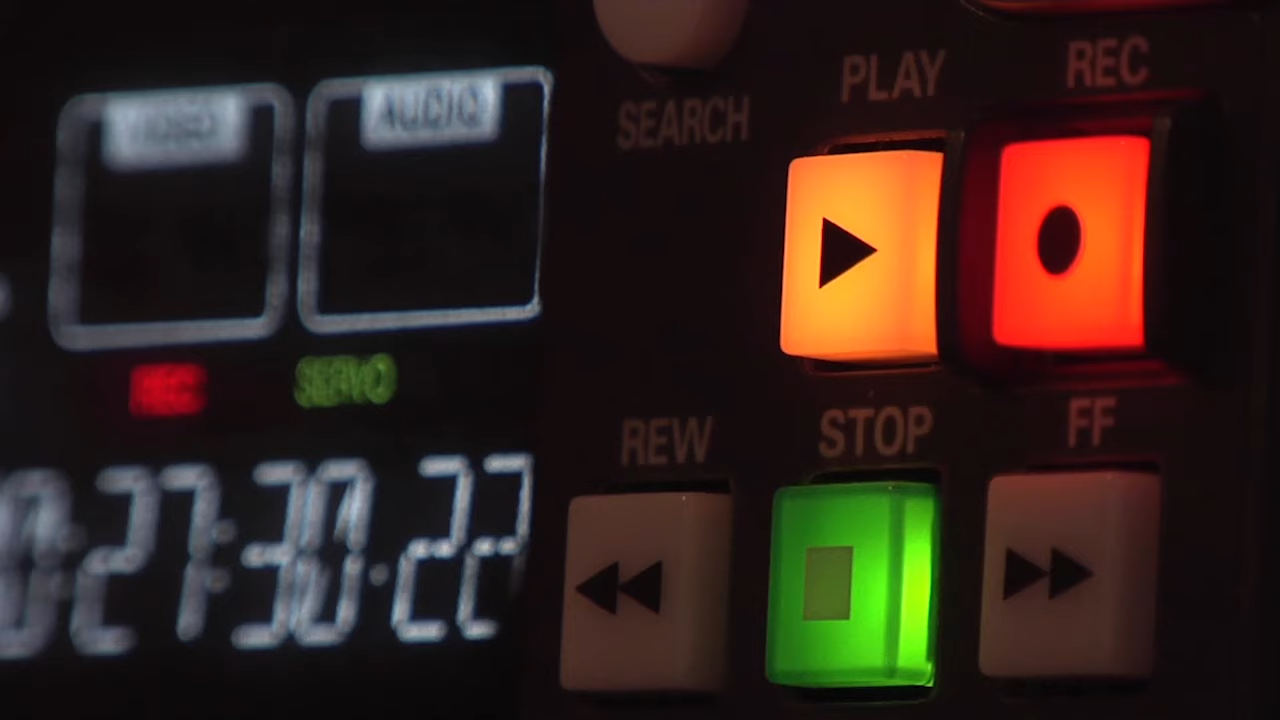 VIDEO AUDIO
REC SERVO
0:27:30.22
SEARCH PLAY REC
REW STOP FF